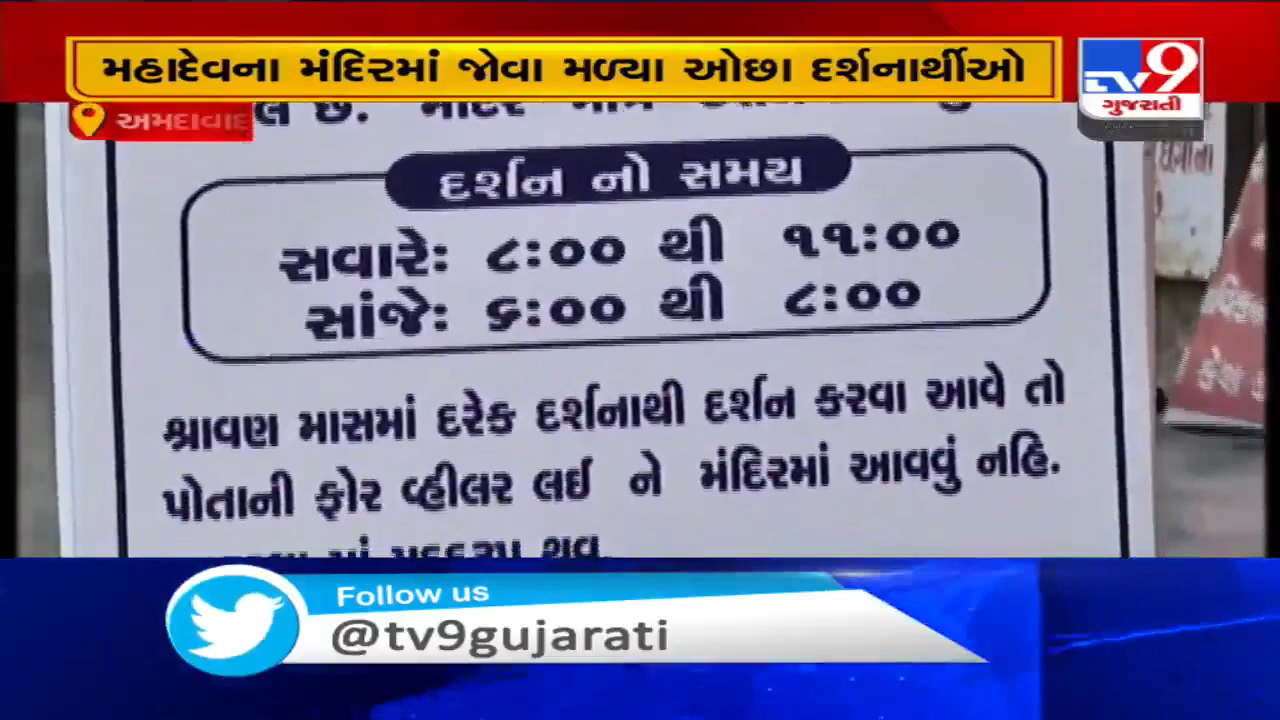 મહાદેવના મંદિરમાં જોવા મળ્યા ઓછા દર્શનાર્થીઓ
TV9
ગુજરાતી
અમદાવાદ
દર્શન નો સમય
સવારેઃ ૮ઃ૦૦ થી ૧૧ઃ૦૦
સાંજેઃ ૬ઃ૦૦ થી ૮ઃ૦૦
શ્રાવણ માસમાં દરેક દર્શનાથી દર્શન કરવા આવે તો
પોતાની ફોર વ્હીલર લઈ ને મંદિરમાં આવવું નહિ.
Follow us
@tv9gujarati